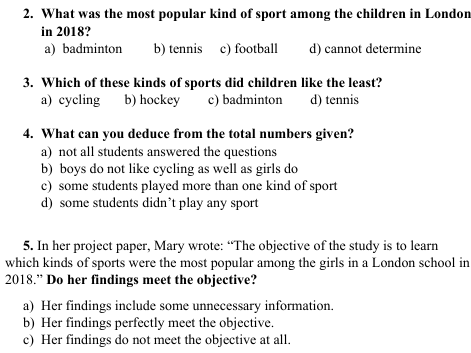 2. What was the most popular kind of sport among the children in London
in 2018?
a) badminton b) tennis c) football d) cannot determine
3. Which of these kinds of sports did children like the least?
a) cycling b) hockey c) badminton d) tennis
4. What can you deduce from the total numbers given?
a) not all students answered the questions
b) boys do not like cycling as well as girls do
c) some students played more than one kind of sport
d) some students didn't play any sport
5. In her project paper, Mary wrote: “The objective of the study is to learn
which kinds of sports were the most popular among the girls in a London school in
2018.” Do her findings meet the objective?
a) Her findings include some unnecessary information.
b) Her findings perfectly meet the objective.
c) Her findings do not meet the objective at all.